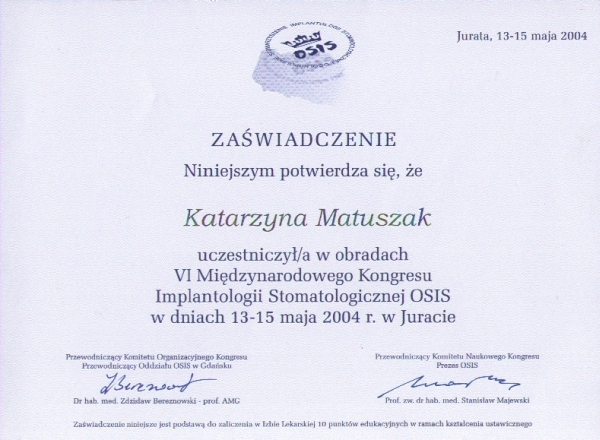 OSIS
Jurata, 13-15 maja 2004
ZAŚWIADCZENIE
Niniejszym potwierdza się, że
Katarzyna Matuszak
uczestniczył/a w obradach
VI Międzynarodowego Kongresu
Implantologii Stomatologicznej OSIS
w dniach 13-15 maja 2004 r. w Juracie
Przewodniczący Komitetu Organizacyjnego Kongresu
Przewodniczący Oddziału OSIS w Gdańsku
Dr hab. med. Zdzisław Bereznowski - prof. AMG
Przewodniczący Komitetu Naukowego Kongresu
Prezes OSIS
Prof. zw. dr hab. med. Stanisław Majewski
Zaświadczenie niniejsze jest podstawą do zaliczenia w Izbie Lekarskiej 10 punktów edukacyjnych w ramach kształcenia ustawicznego